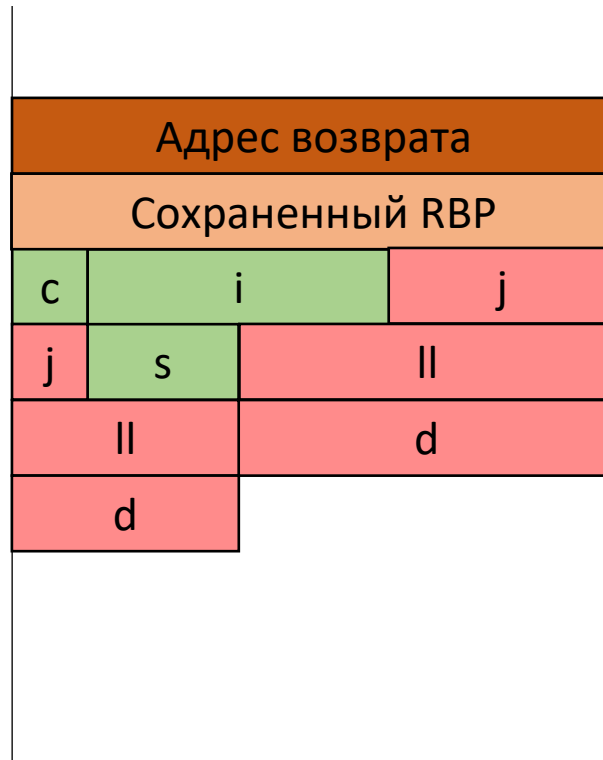 Адрес возврата
Сохраненный RBP
c i j
j s ll
ll d
d